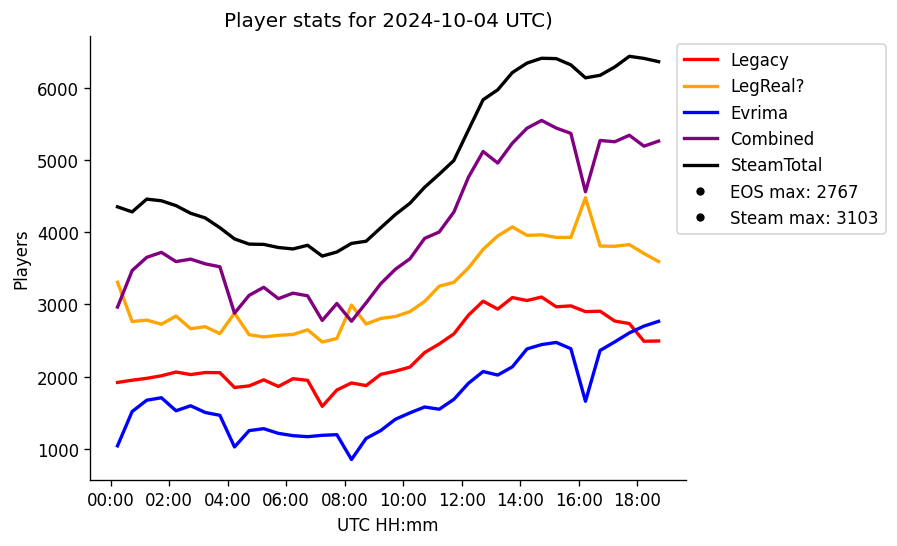 Player stats for 2024-10-04 UTC)
Legacy
LegReal?
Evrima
Combined
SteamTotal
EOS max: 2767
Steam max: 3103
Players
6000
5000
4000
3000
2000
1000
00:00 02:00 04:00 06:00 08:00 10:00 12:00 14:00 16:00 18:00
UTC HH:mm